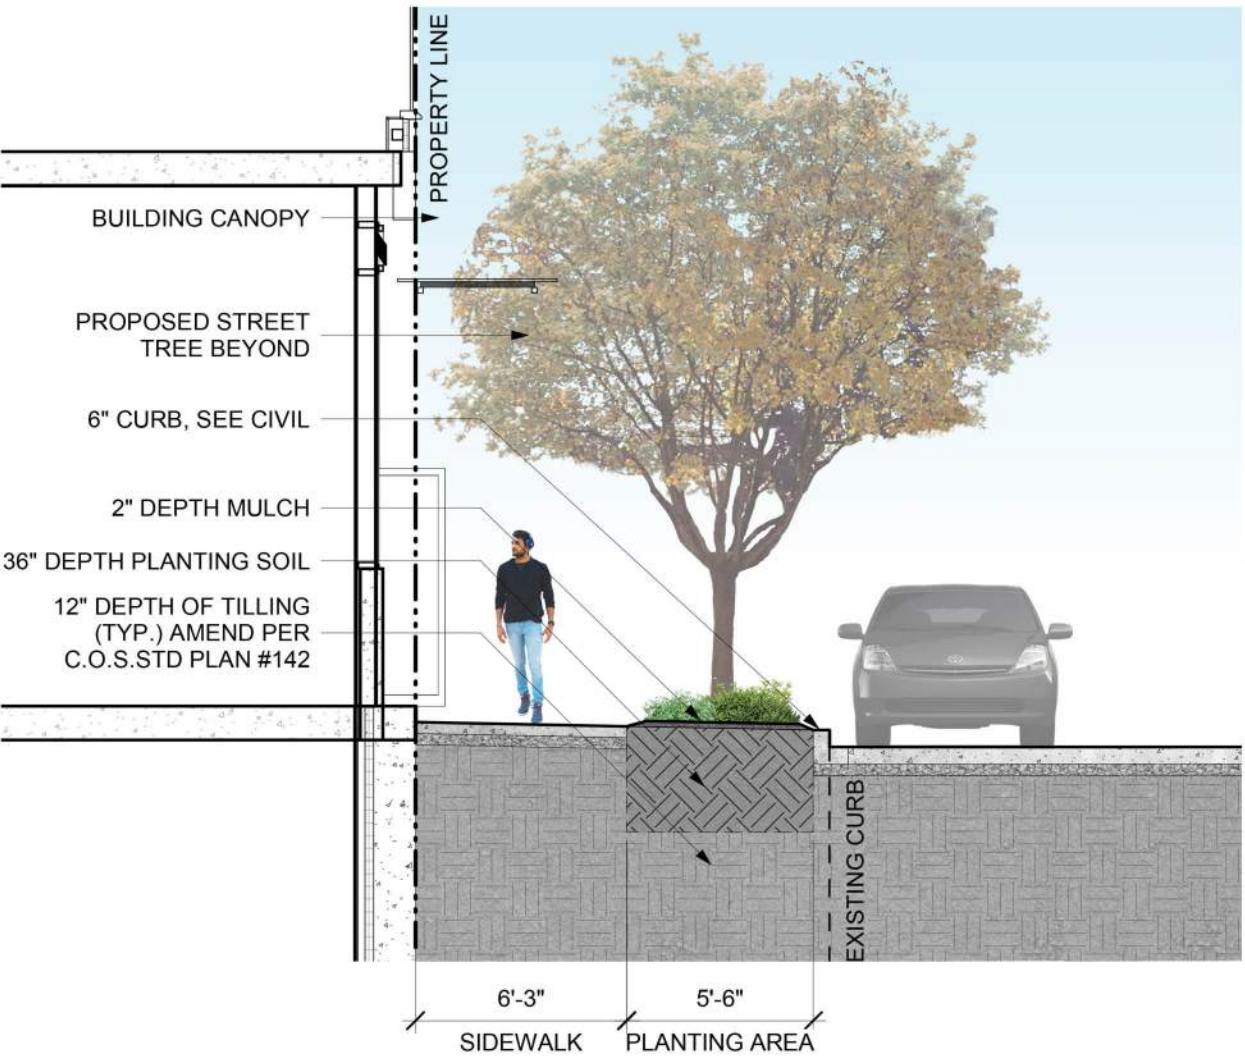 PROPERTY LINE
BUILDING CANOPY
PROPOSED STREET
TREE BEYOND
6" CURB, SEE CIVIL
2" DEPTH MULCH
36" DEPTH PLANTING SOIL
12" DEPTH OF TILLING
(TYP.) AMEND PER
C.O.S.STD PLAN #142
EXISTING CURB
6'-3"
5'-6"
SIDEWALK
PLANTING AREA